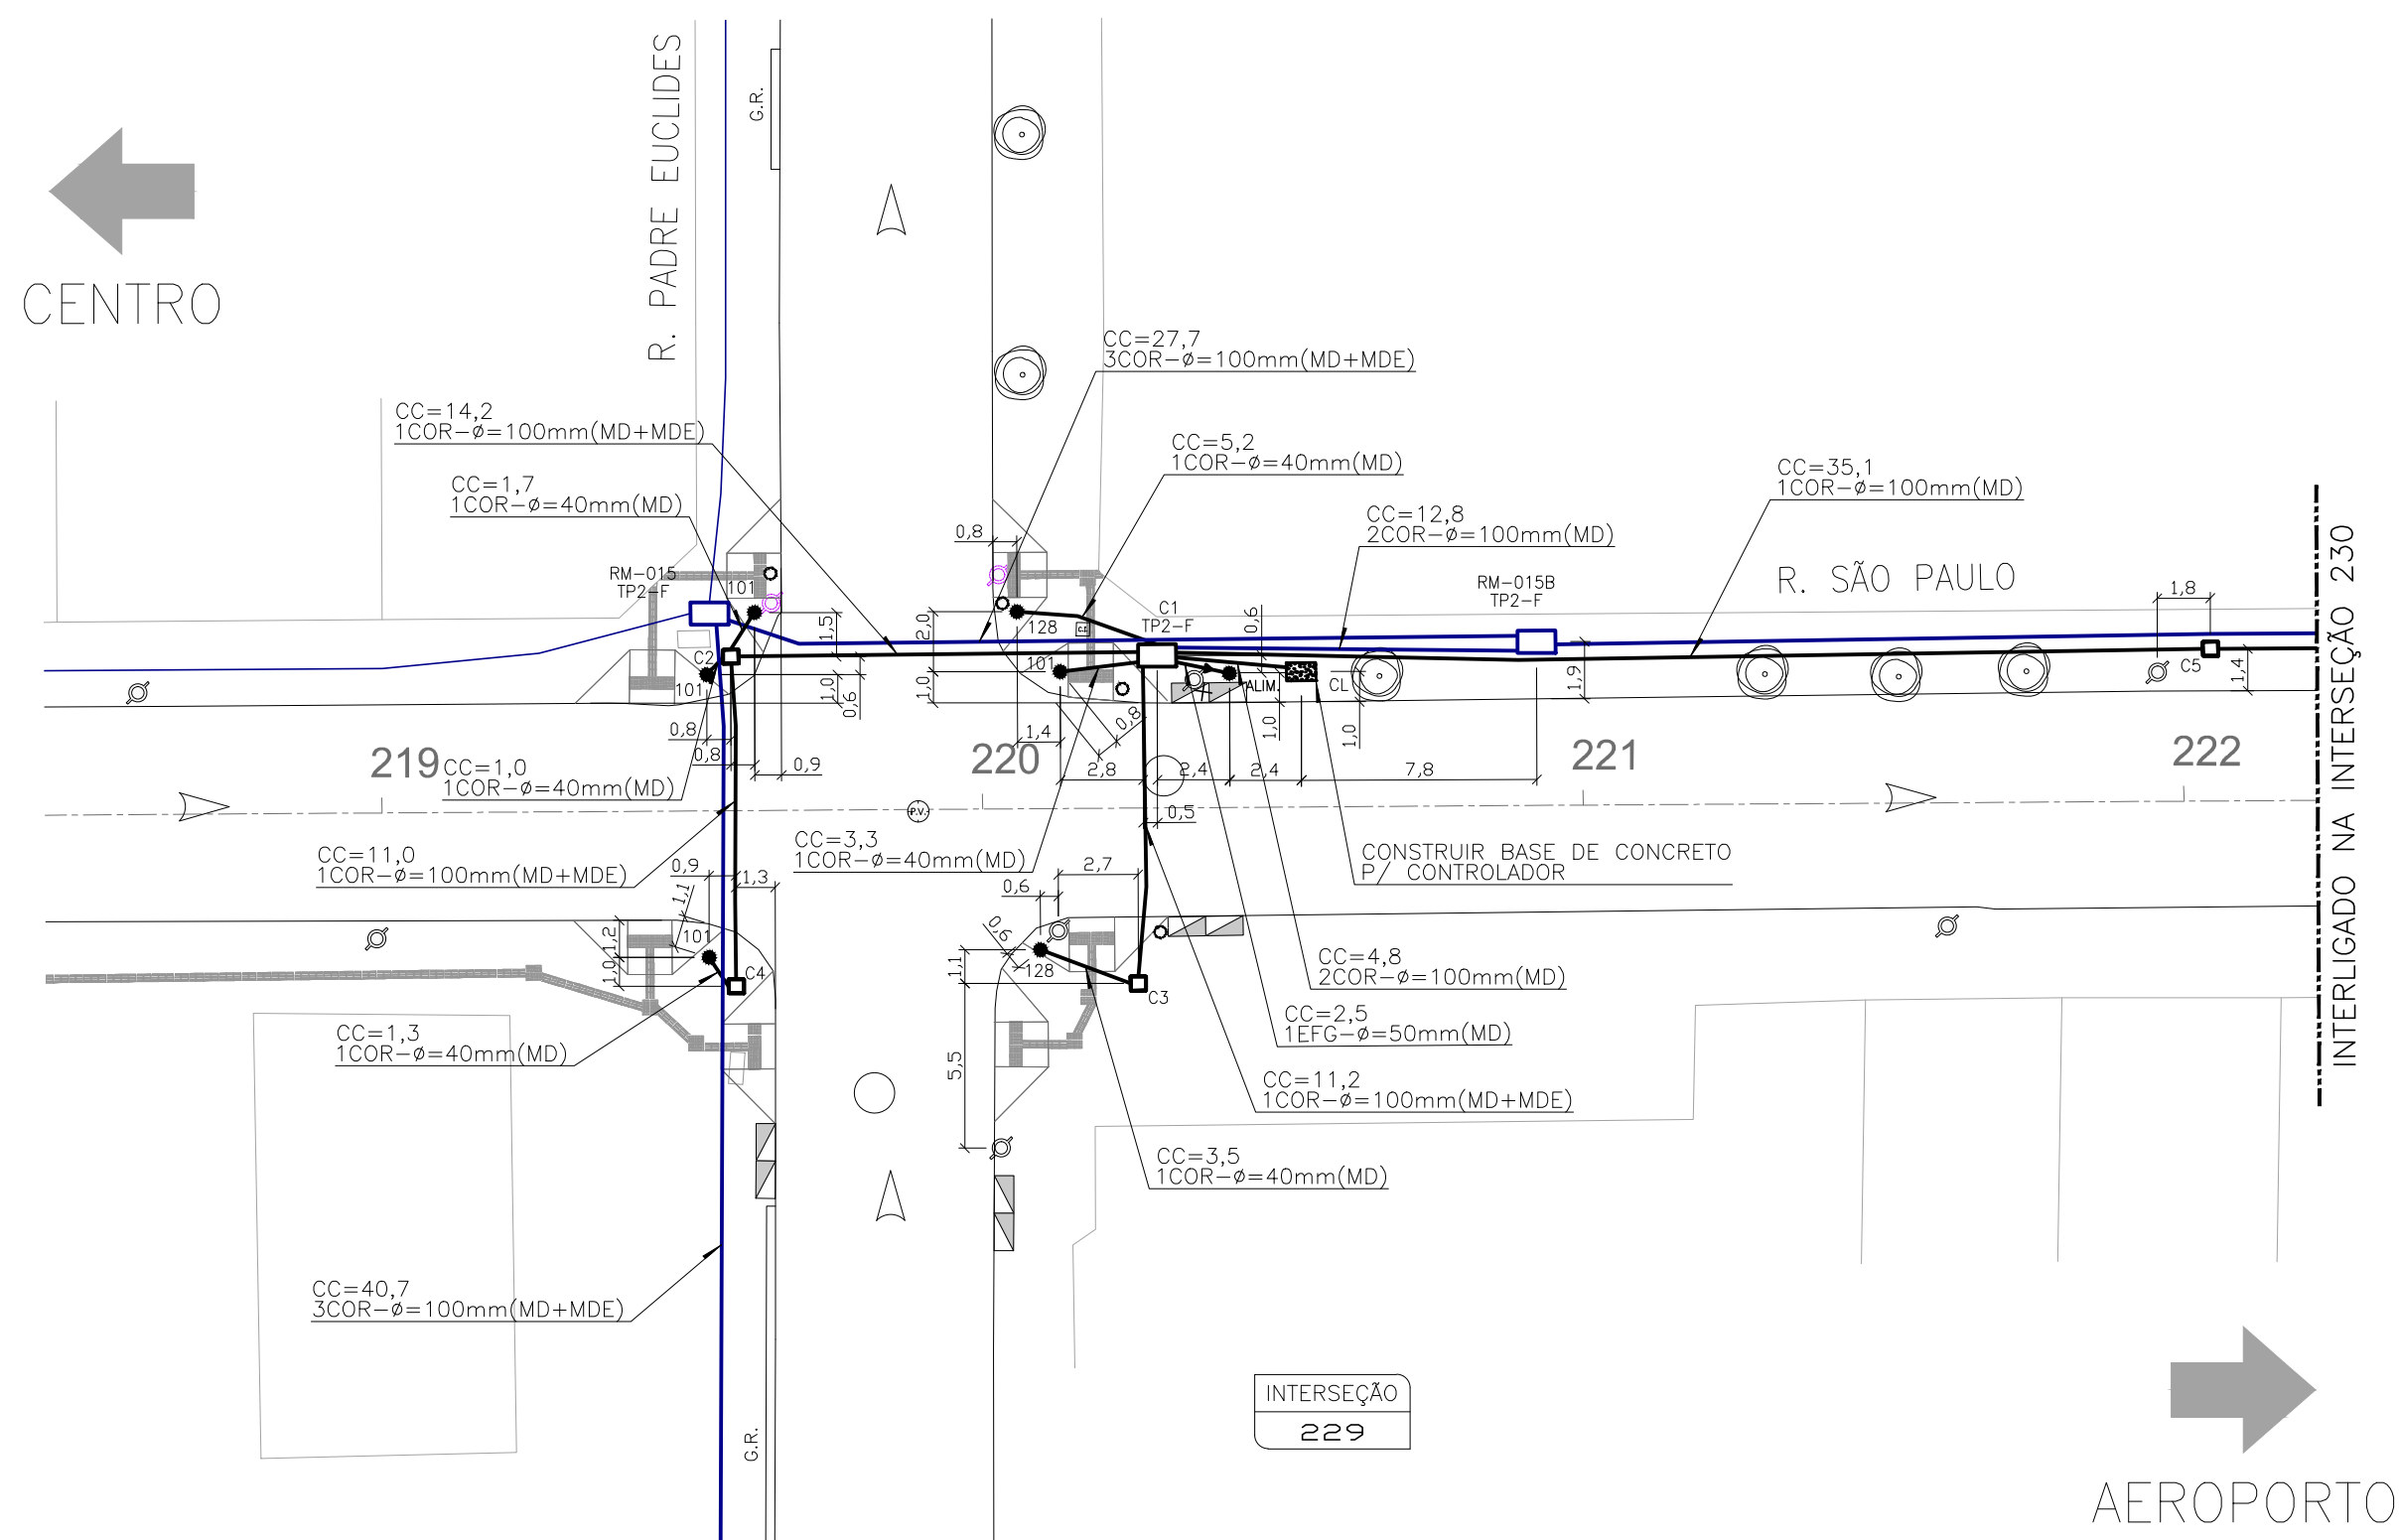 R. PADRE EUCLIDES
G.R.
CENTRO
CC=27,7
3COR-ø=100mm(MD+MDE)
CC=14,2
1COR-ø=100mm(MD+MDE)
CC=5,2
1COR-ø=40mm(MD)
CC=1,7
1COR-ø=40mm(MD)
CC=35,1
1COR-ø=100mm(MD)
CC=12,8
2COR-ø=100mm(MD)
0,8
R. SÃO PAULO
RM-015
TP2-F
101
RM-015B
TP2-F
C1
TP2-F
0,6
1,8
128
2,0
1,5
C2
101
101
1,0
0,6
1,0
ALIM.
CL
1,9
C5
1,4
1,0
1,0
0,8
0,8
0,9
1,4
0,8
219
220
221
222
CC=1,0
1COR-ø=40mm(MD)
2,8
2,4
2,4
7,8
P.V.
0,5
CC=3,3
1COR-ø=40mm(MD)
CC=11,0
1COR-ø=100mm(MD+MDE)
CONSTRUIR BASE DE CONCRETO
P/ CONTROLADOR
INTERLIGADO NA INTERSEÇÃO 230
0,9
1,1
1,3
2,7
0,6
0,6
1,2
1,0
101
C4
1,1
128
C3
CC=4,8
2COR-ø=100mm(MD)
CC=2,5
1EFG-ø=50mm(MD)
CC=1,3
1COR-ø=40mm(MD)
5,5
CC=11,2
1COR-ø=100mm(MD+MDE)
CC=3,5
1COR-ø=40mm(MD)
CC=40,7
3COR-ø=100mm(MD+MDE)
G.R.
INTERSEÇÃO
229
AEROPORTO